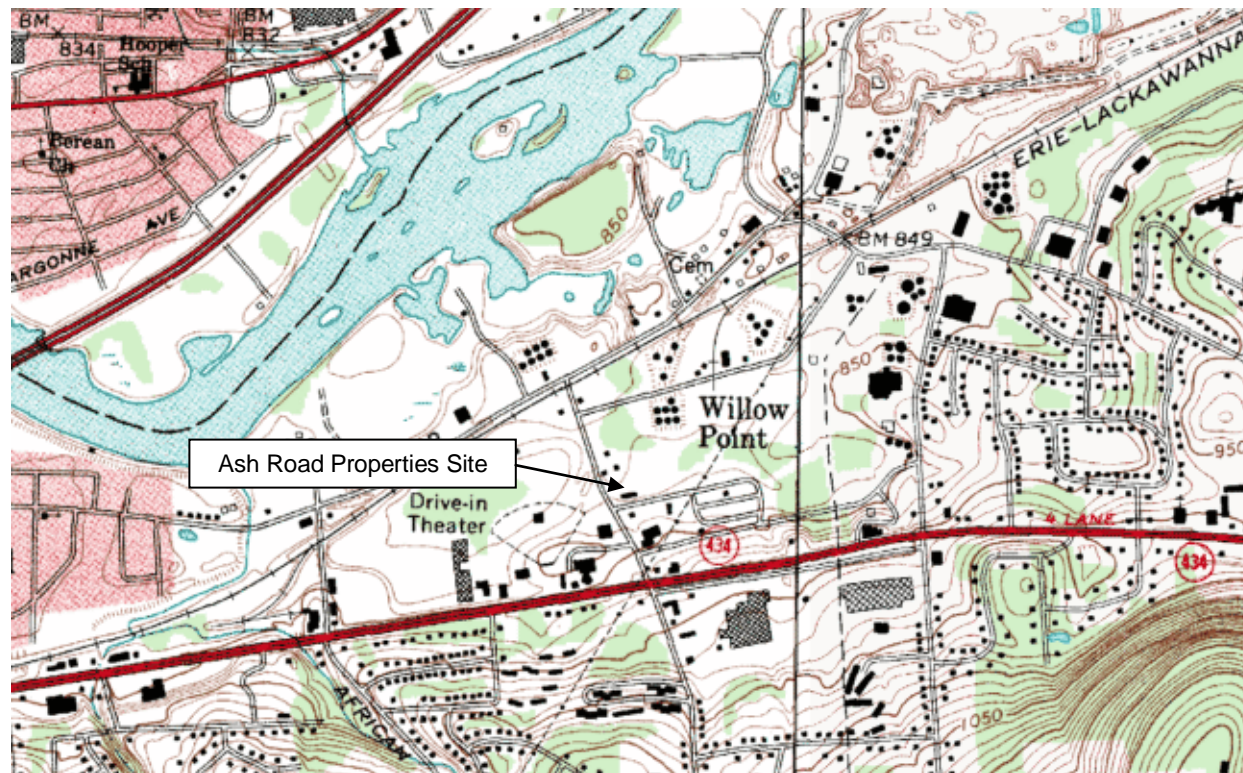 BM
834
BM
832
Hooper
Sch
Berean
Ch
ARGONNE AVE
850
Cem
BM 849
ERIE-LACKAWANNA
850
950
Willow
Point
Ash Road Properties Site
Drive-in
Theater
434
4 LANE
434
AFRICAN
1050